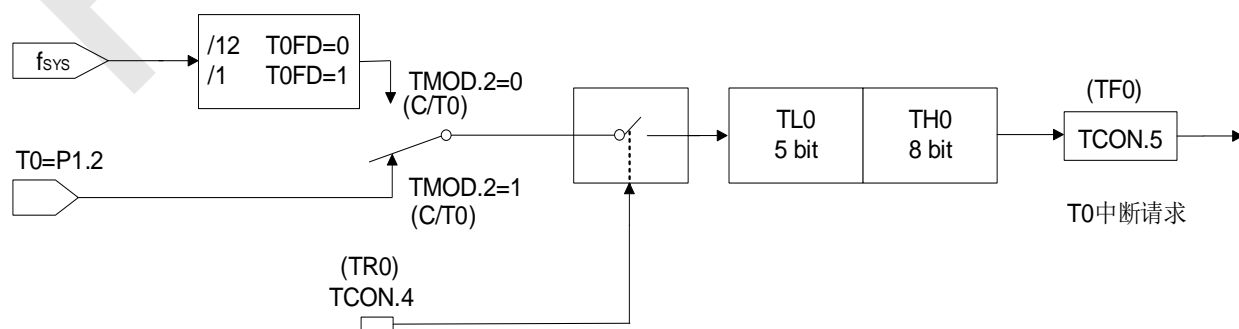 fSYS
/12 T0FD=0
/1 T0FD=1
TMOD.2=0
(C/T0)
T0=P1.2
TMOD.2=1
(C/T0)
(TR0)
TCON.4
TL0
5 bit
TH0
8 bit
(TF0)
TCON.5
T0中断请求